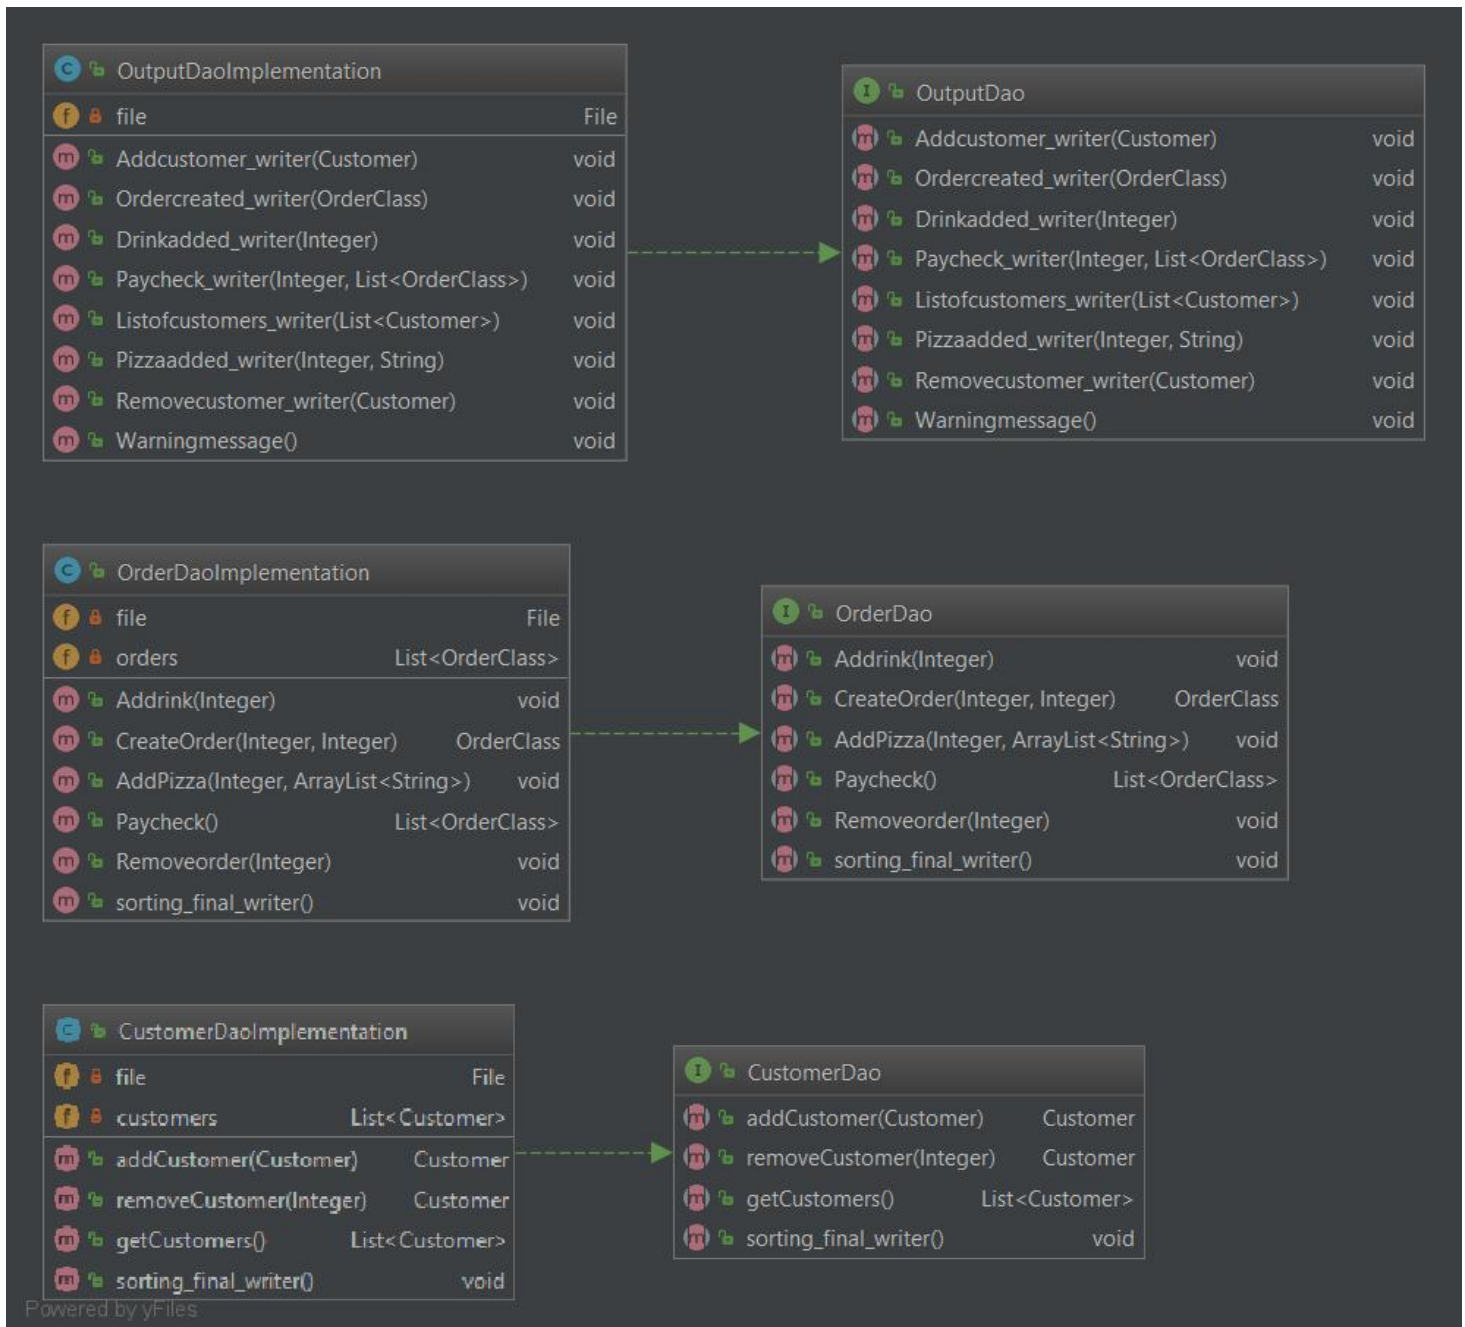 OutputDaoImplementation
file File
Addcustomer_writer(Customer) void
Ordercreated_writer(OrderClass) void
Drinkadded_writer(Integer) void
Paycheck_writer(Integer, List<OrderClass>) void
Listofcustomers_writer(List<Customer>) void
Pizzaadded_writer(Integer, String) void
Removecustomer_writer(Customer) void
Warningmessage() void
OutputDao
Addcustomer_writer(Customer) void
Ordercreated_writer(OrderClass) void
Drinkadded_writer(Integer) void
Paycheck_writer(Integer, List<OrderClass>) void
Listofcustomers_writer(List<Customer>) void
Pizzaadded_writer(Integer, String) void
Removecustomer_writer(Customer) void
Warningmessage() void
OrderDaoImplementation
file File
orders List<OrderClass>
Addrink(Integer) void
CreateOrder(Integer, Integer) OrderClass
AddPizza(Integer, ArrayList<String>) void
Paycheck() List<OrderClass>
Removeorder(Integer) void
sorting_final_writer() void
OrderDao
Addrink(Integer) void
CreateOrder(Integer, Integer) OrderClass
AddPizza(Integer, ArrayList<String>) void
Paycheck() List<OrderClass>
Removeorder(Integer) void
sorting_final_writer() void
CustomerDaoImplementation
file File
customers List<Customer>
addCustomer(Customer) Customer
removeCustomer(Integer) Customer
getCustomers() List<Customer>
sorting_final_writer() void
CustomerDao
addCustomer(Customer) Customer
removeCustomer(Integer) Customer
getCustomers() List<Customer>
sorting_final_writer() void
Powered by yFiles